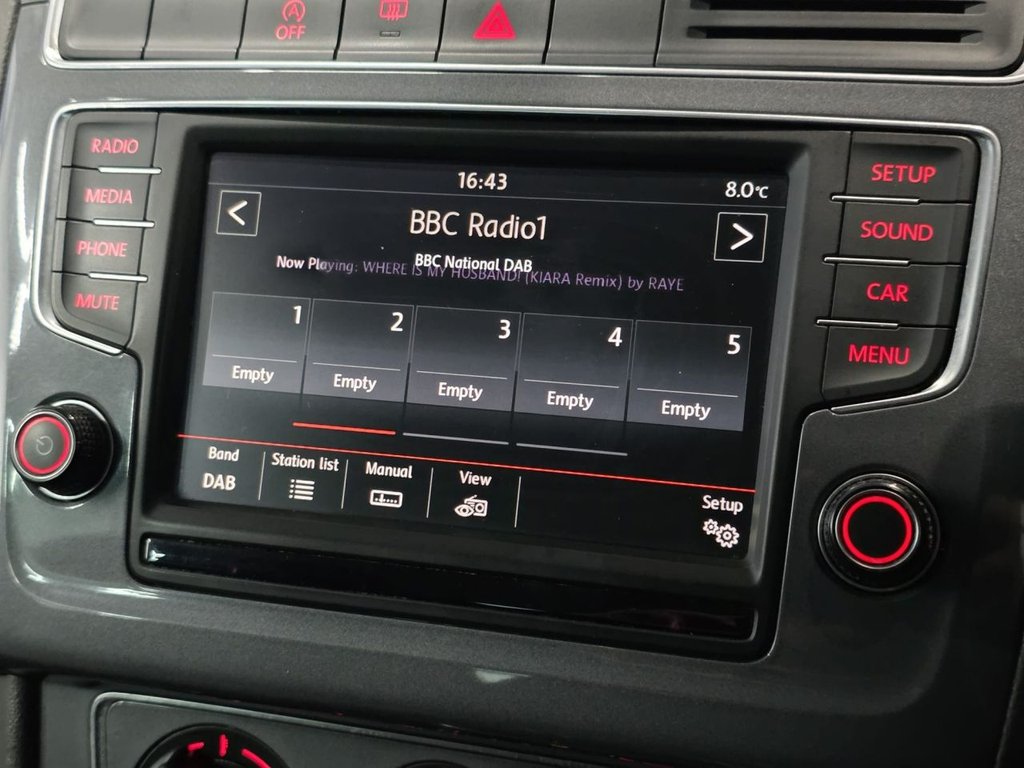 OFF
RADIO
MEDIA
PHONE
MUTE
16:43
8.0°C
<
BBC Radio1
>
BBC National DAB
Now Playing: WHERE IS MY HUSBAND! (KIARA Remix) by RAYE
1 2 3 4 5
Empty Empty Empty Empty Empty
Band
DAB
Station list
Manual
View
Setup
SETUP
SOUND
CAR
MENU